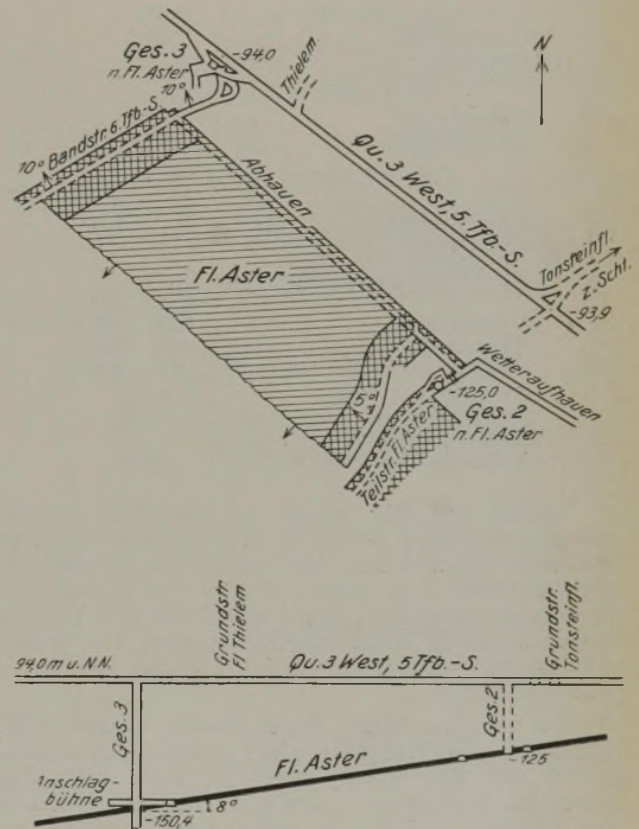 Ges. 3
n. Fl. Aster
-94,0
Thielem.
N
10°
10° Bandstr. 6. Tfb.-S.
Abhauen
Qu. 3 West, 5. Tfb.-S.
Fl. Aster
Tonsteinfl.
z. Scht.
-93,9
Wetteraufhauen
5°
-125,0
Ges. 2
n. Fl. Aster
Teilstr. Fl. Aster
Grundstr.
Fl Thielem
Grundstr.
Tonsteinfl.
94,0 m u. N N.
Qu. 3 West, 5 Tfb.-S.
Ges. 3
Ges. 2
Fl. Aster
-125
Anschlag-
bühne
8°
-150,4